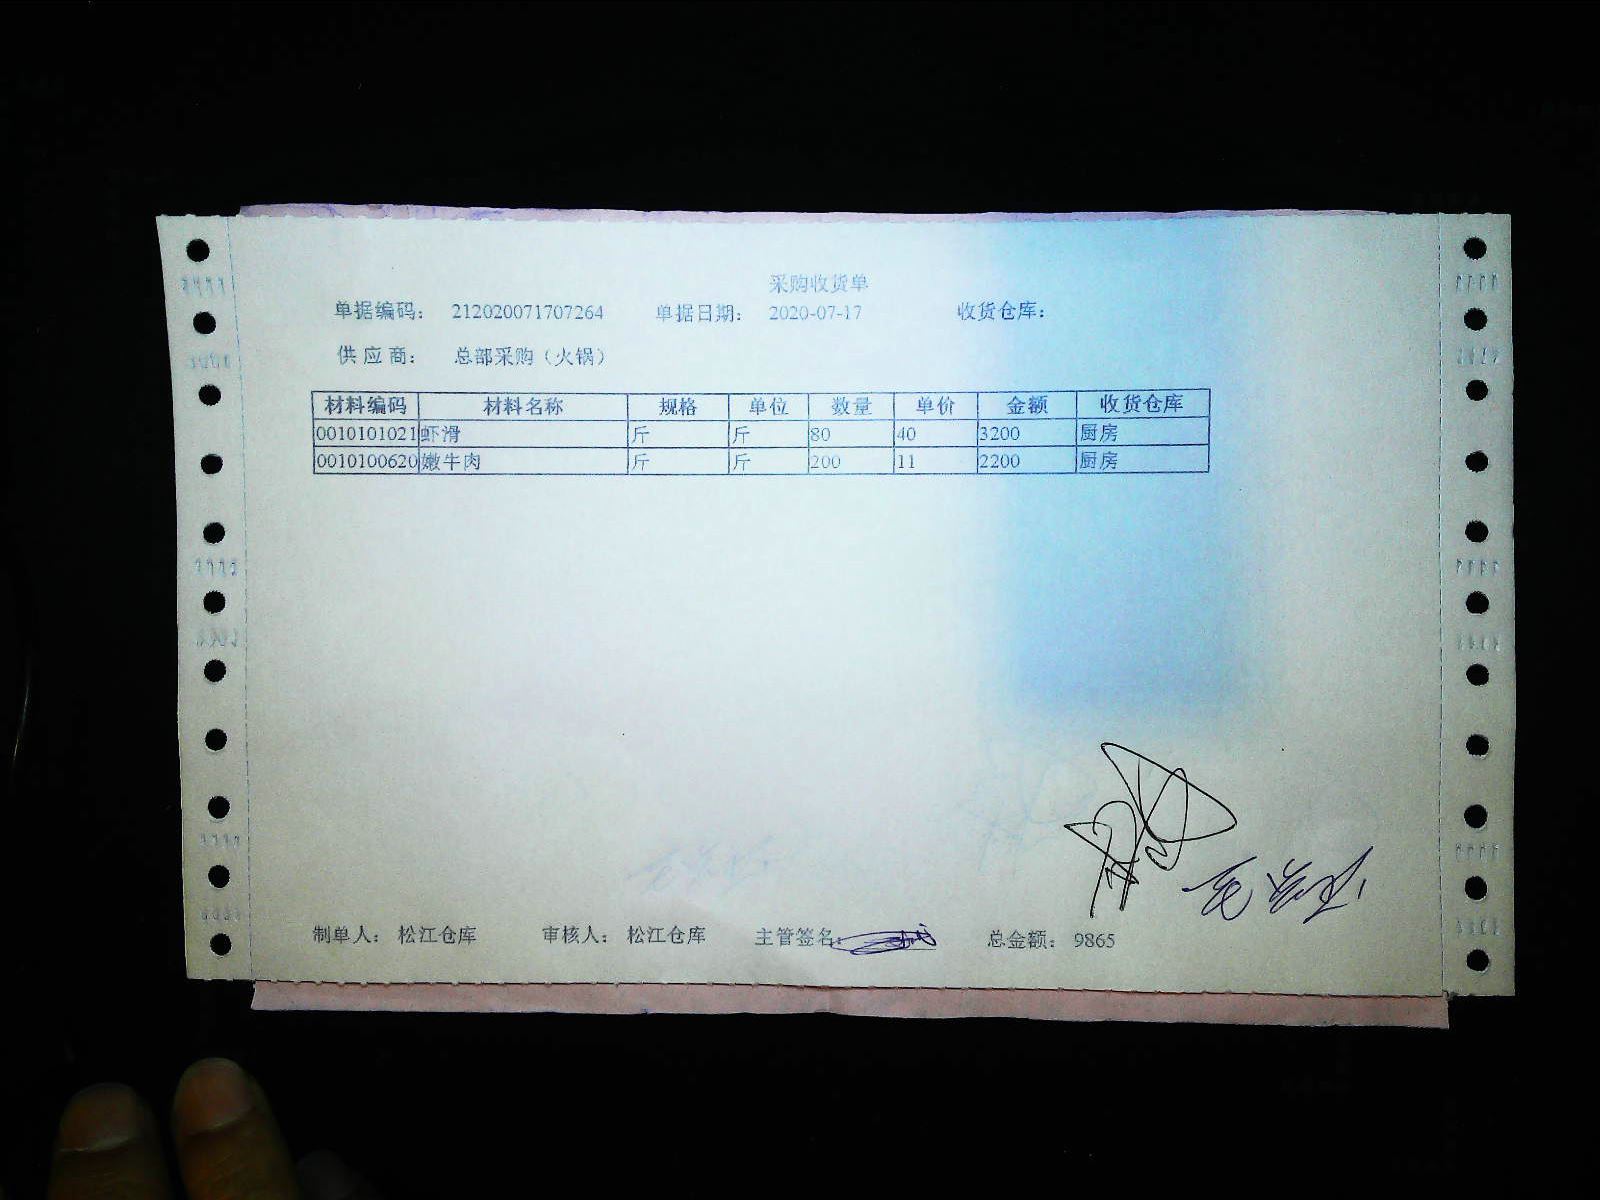 采购收货单
单据编码： 212020071707264 单据日期： 2020-07-17 收货仓库：
供应商： 总部采购（火锅）
材料编码 材料名称 规格 单位 数量 单价 金额 收货仓库
0010101021 虾滑 斤 斤 80 40 3200 厨房
0010100620 嫩牛肉 斤 斤 200 11 2200 厨房
制单人： 松江仓库 审核人： 松江仓库 主管签名： 总金额： 9865